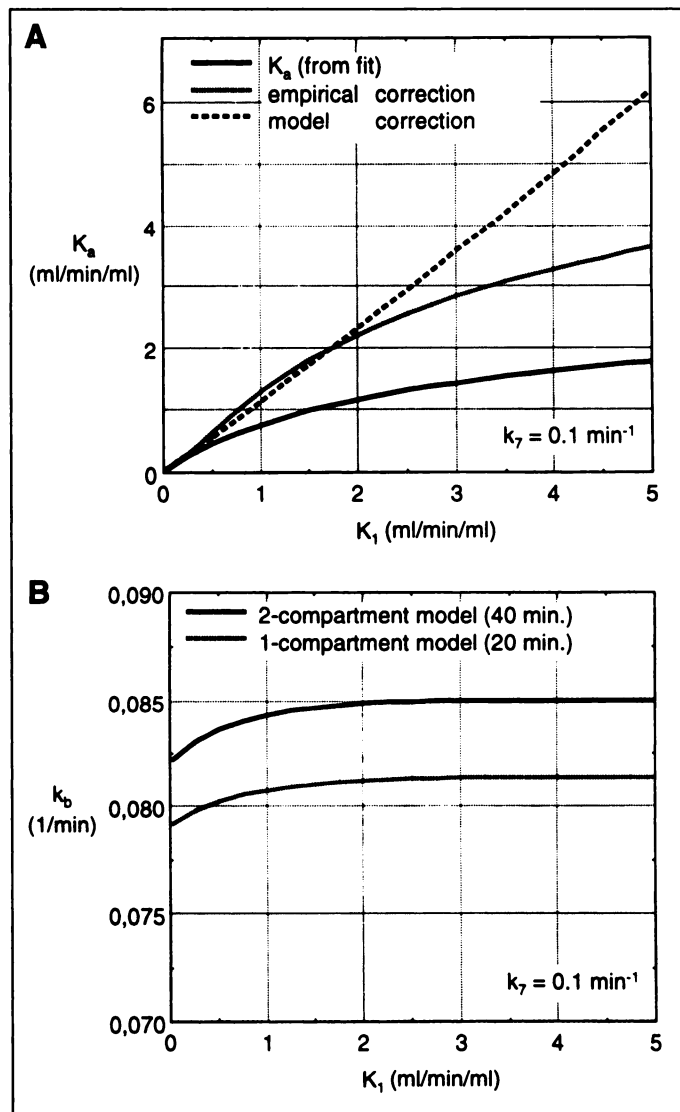 A
Kₐ (from fit)
empirical correction
model correction
6
4
2
0
Kₐ
(ml/min/ml)
k₇ = 0.1 min⁻¹
0 1 2 3 4 5
K₁ (ml/min/ml)
B
0,090
2-compartment model (40 min.)
1-compartment model (20 min.)
0,085
k_b
(1/min)
0,080
0,075
k₇ = 0.1 min⁻¹
0,070
0 1 2 3 4 5
K₁ (ml/min/ml)